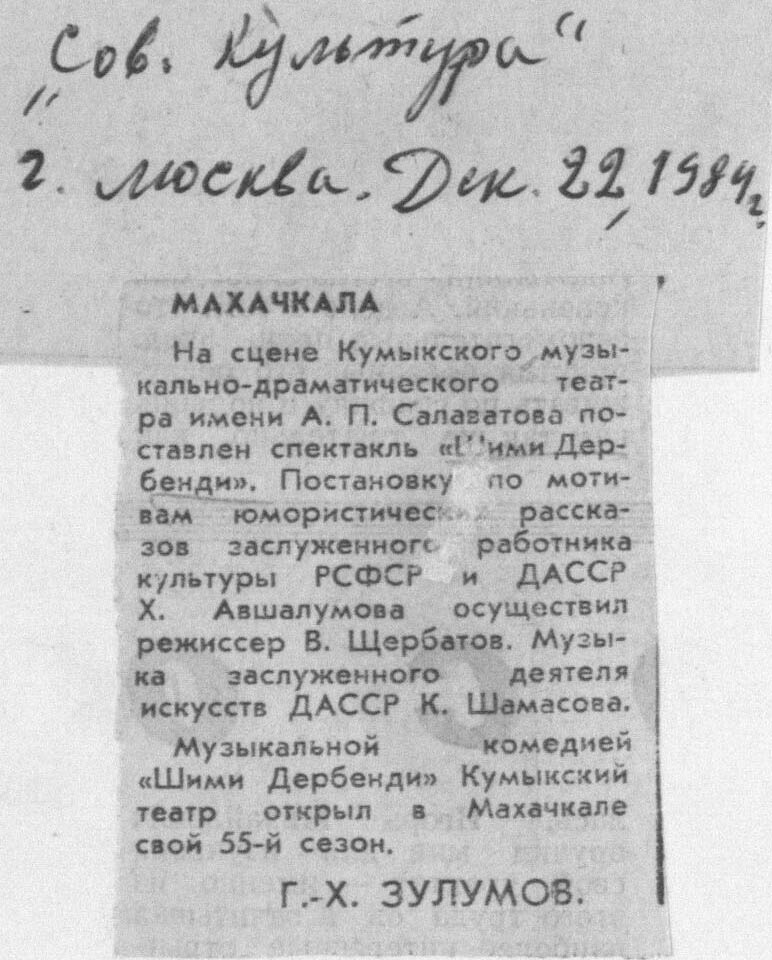 „Сов. Культура“
г. Москва. Дек. 22, 1984 г.
МАХАЧКАЛА
На сцене Кумыкского музы-
кально-драматического теат-
ра имени А. П. Салаватова по-
ставлен спектакль «Шими Дер-
бенди». Постановку по моти-
вам юмористических расска-
зов заслуженного работника
культуры РСФСР и ДАССР
Х. Авшалумова осуществил
режиссер В. Щербатов. Музы-
ка заслуженного деятеля
искусств ДАССР К. Шамасова.
Музыкальной комедией
«Шими Дербенди» Кумыкский
театр открыл в Махачкале
свой 55-й сезон.
Г.-Х. ЗУЛУМОВ.